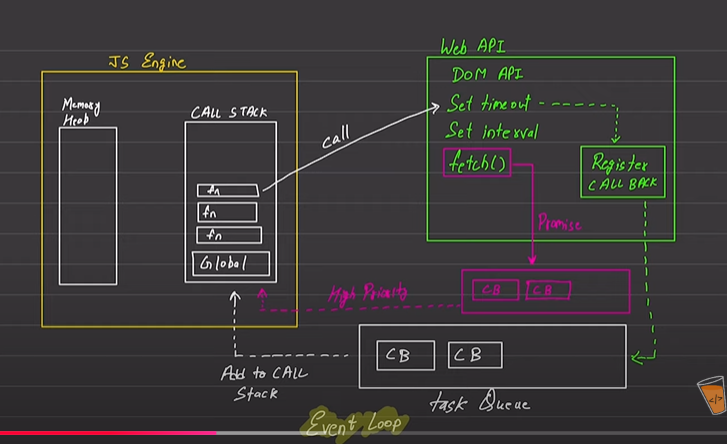 JS Engine
Memory
Heap
CALL STACK
fn
fn
fn
Global
call
Web API
DOM API
Set timeout
Set interval
fetch()
Register
CALL BACK
Promise
CB
CB
High Priority
CB
CB
Add to CALL
Stack
task Queue
Event Loop
</>